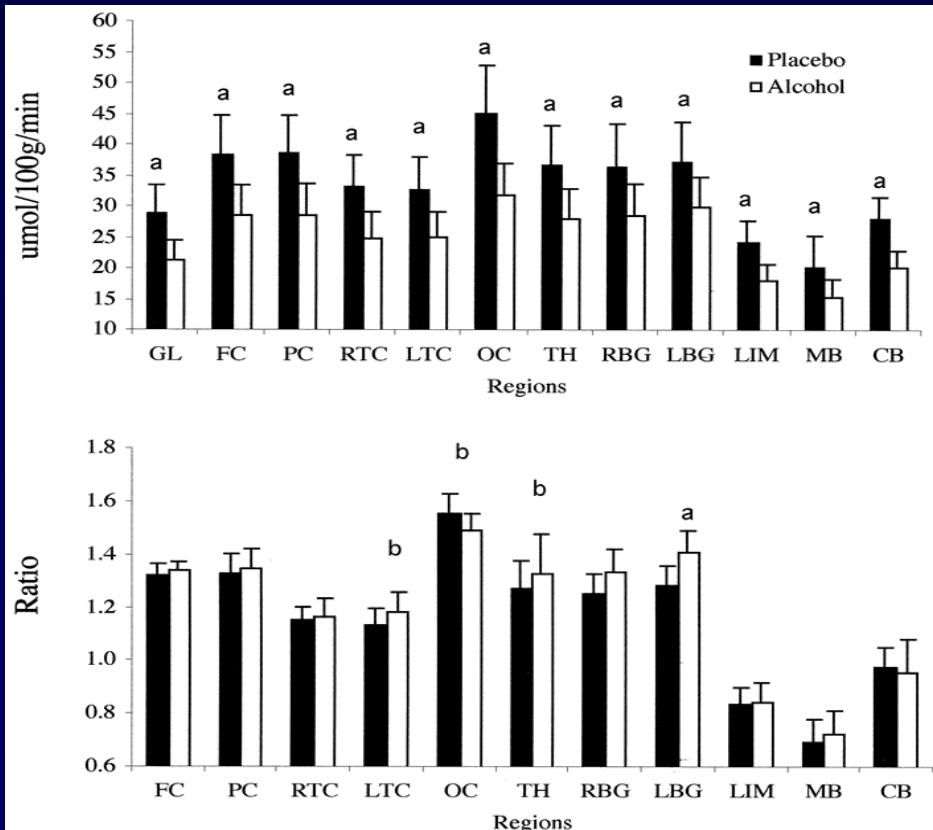 60
55
50
45
40
35
30
25
20
15
10
umol/100g/min
a a a a a a a a a a a a
Placebo
Alcohol
GL FC PC RTC LTC OC TH RBG LBG LIM MB CB
Regions
1.8
1.6
1.4
1.2
1.0
0.8
0.6
Ratio
b b b a
FC PC RTC LTC OC TH RBG LBG LIM MB CB
Regions